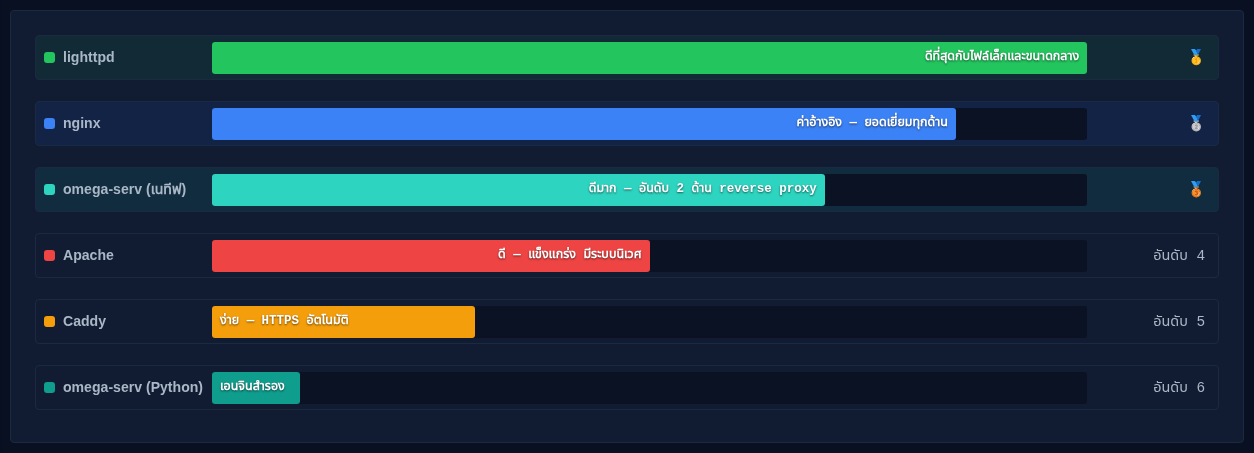 lighttpd ดีที่สุดกับไฟล์เล็กและขนาดกลาง
nginx ค่าอ้างอิง — ยอดเยี่ยมทุกด้าน
omega-serv (เนทีฟ) ดีมาก — อันดับ 2 ด้าน reverse proxy
Apache ดี — แข็งแกร่ง มีระบบนิเวศ อันดับ 4
Caddy ง่าย — HTTPS อัตโนมัติ อันดับ 5
omega-serv (Python) เอนจินสำรอง อันดับ 6